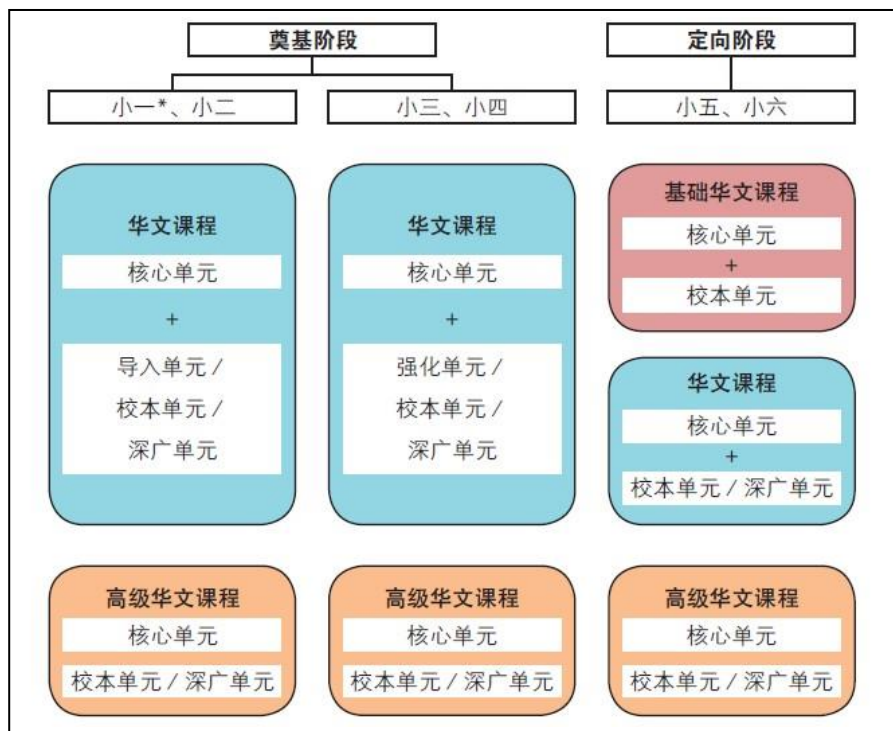 奠基阶段
定向阶段
小一*、小二
小三、小四
小五、小六
华文课程
核心单元
+
导入单元 /
校本单元 /
深广单元
华文课程
核心单元
+
强化单元 /
校本单元 /
深广单元
基础华文课程
核心单元
+
校本单元
华文课程
核心单元
+
校本单元 / 深广单元
高级华文课程
核心单元
校本单元 / 深广单元
高级华文课程
核心单元
校本单元 / 深广单元
高级华文课程
核心单元
校本单元 / 深广单元